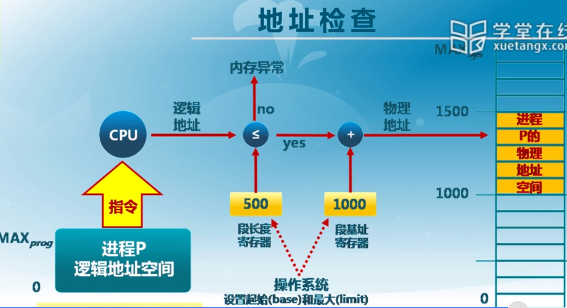 地址检查
学堂在线
xuetangx.com
内存异常
no
逻辑
地址
物理
地址
CPU
≤
yes
+
1500
进程
P的
物理
地址
空间
1000
指令
500
1000
段长度
寄存器
段基址
寄存器
MAXprog
进程P
逻辑地址空间
0
操作系统
设置起始(base)和最大(limit)
0